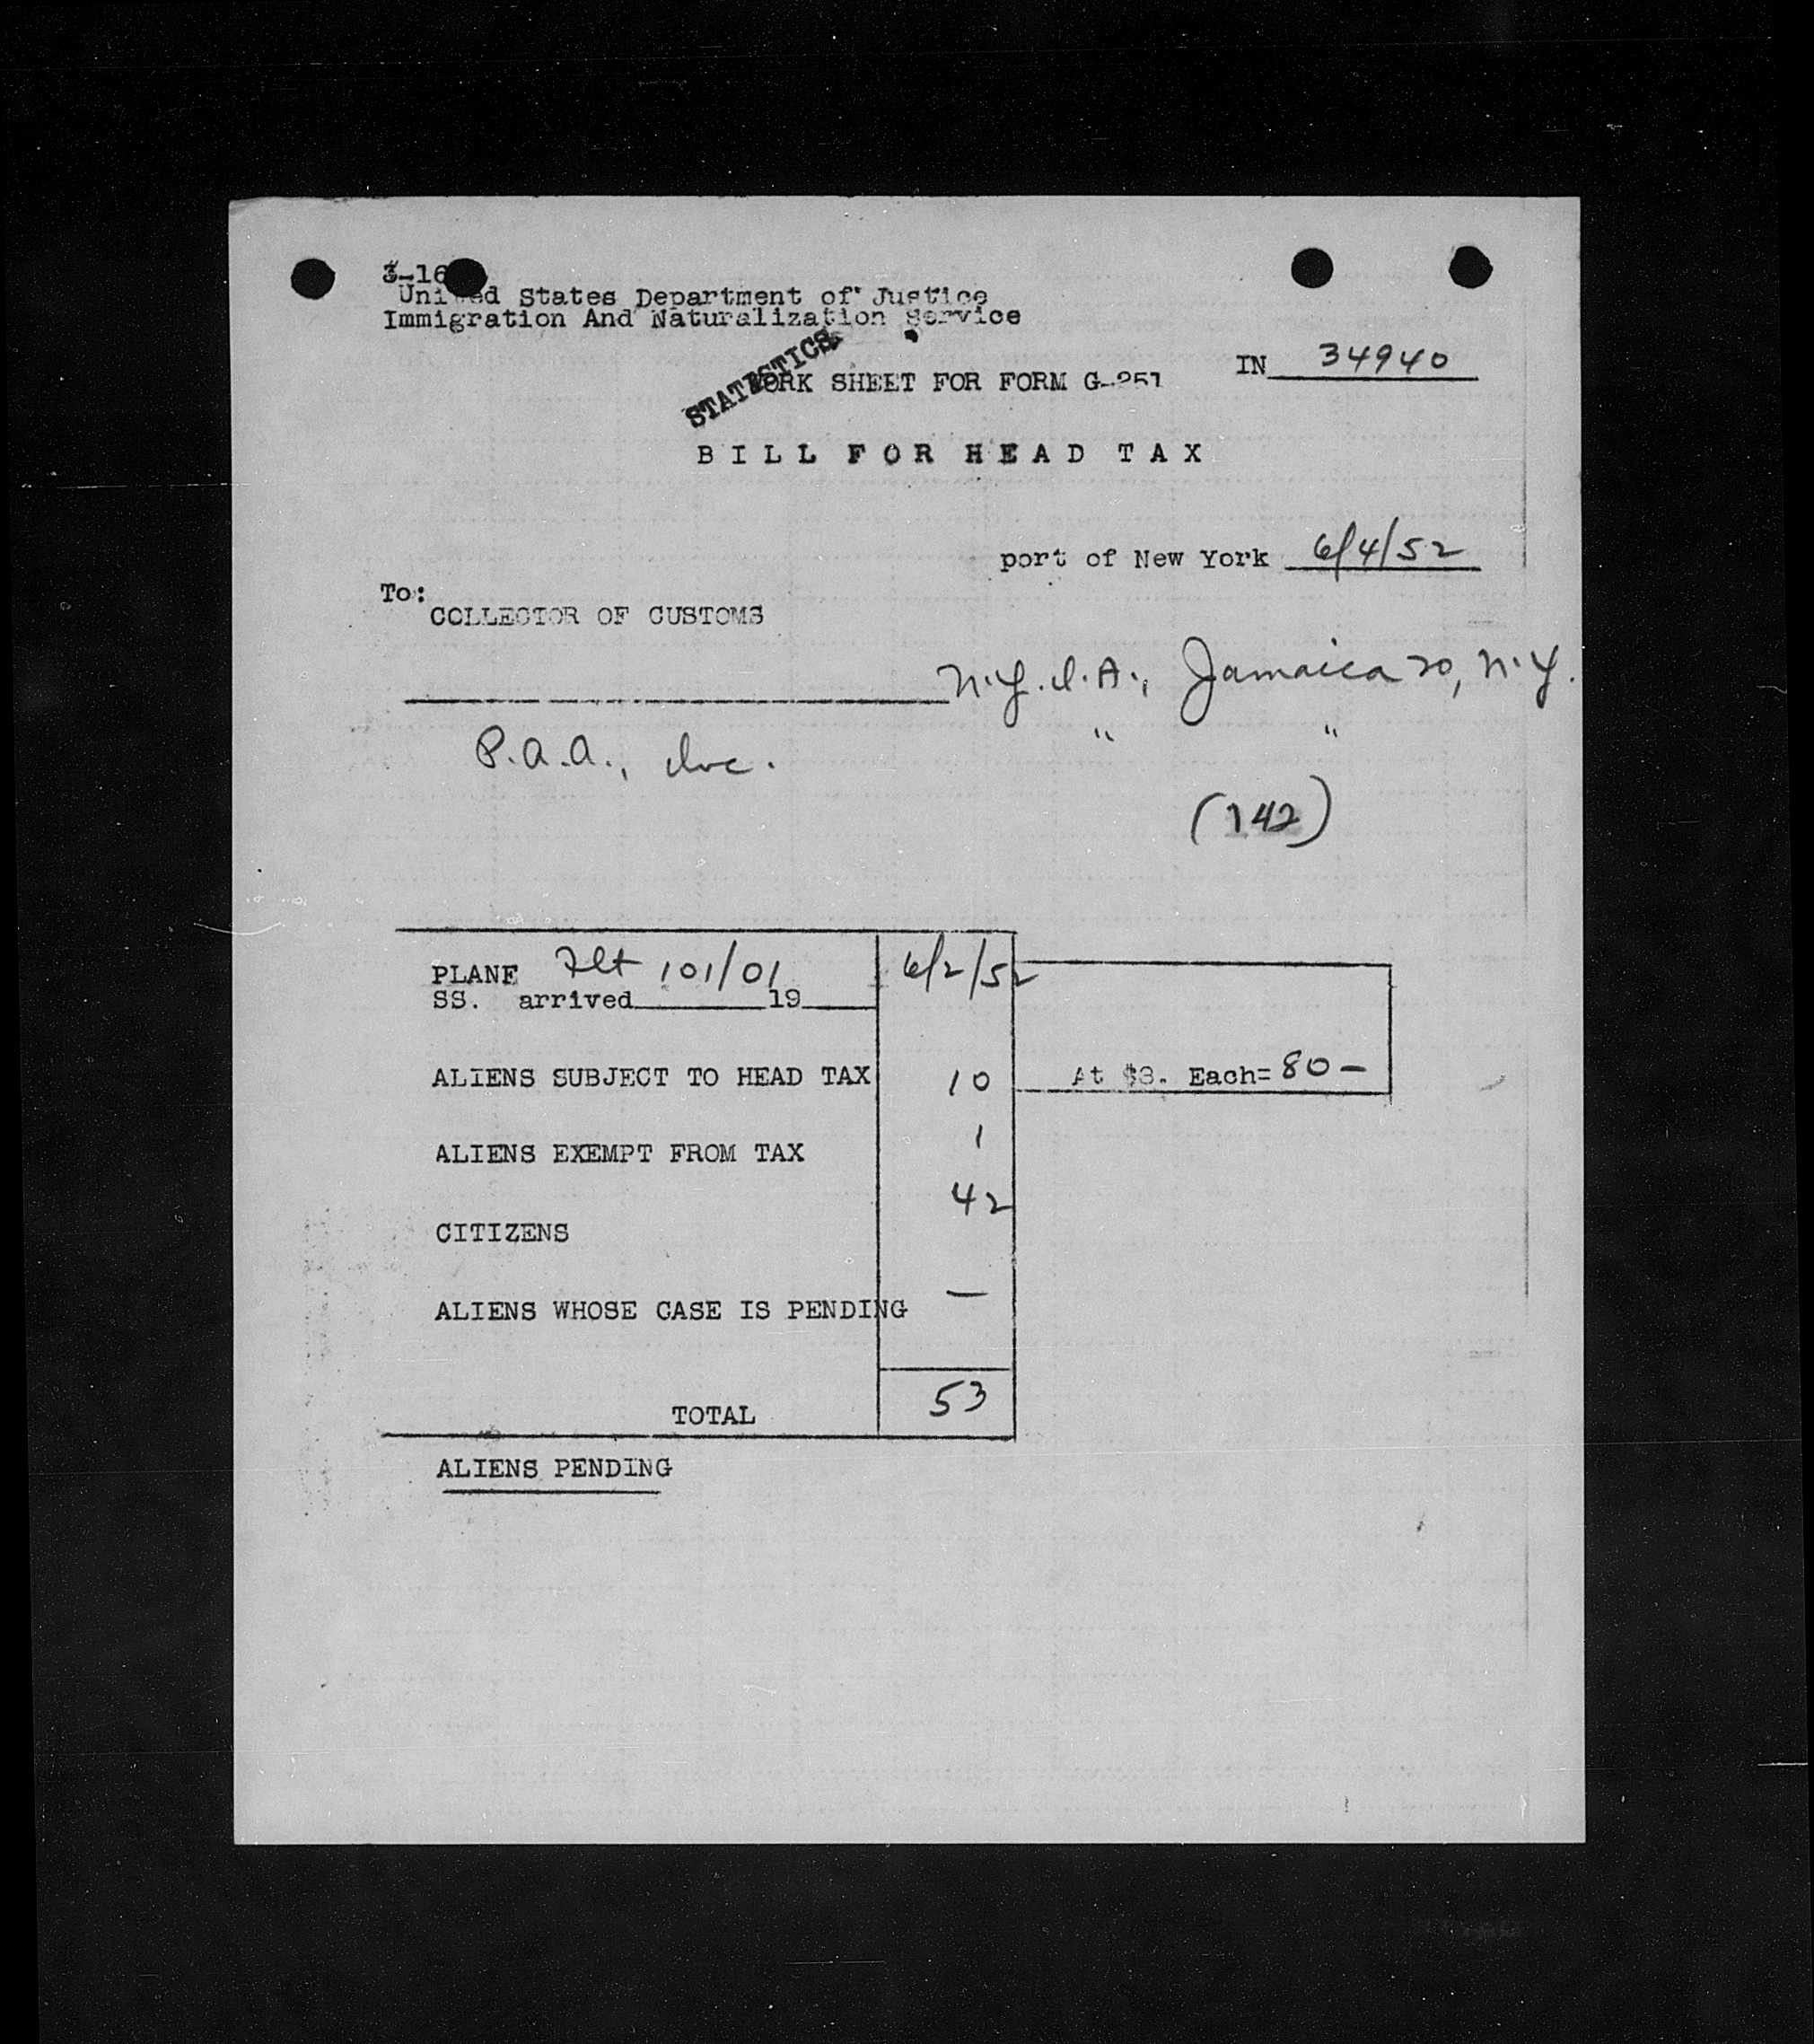 3-16
United States Department of Justice
Immigration And Naturalization Service
STATISTICS
IN 34940
WORK SHEET FOR FORM G-251
BILL FOR HEAD TAX
port of New York 6/4/52
To:
COLLECTOR OF CUSTOMS
N.Y.I.A., Jamaica 20, N.Y.
P.A.A., Inc. " "
(142)
PLANE Flt 101/01 6/2/52
SS. arrived 19
ALIENS SUBJECT TO HEAD TAX 10 At $8. Each= 80 —
ALIENS EXEMPT FROM TAX 1
CITIZENS 42
ALIENS WHOSE CASE IS PENDING —
TOTAL 53
ALIENS PENDING